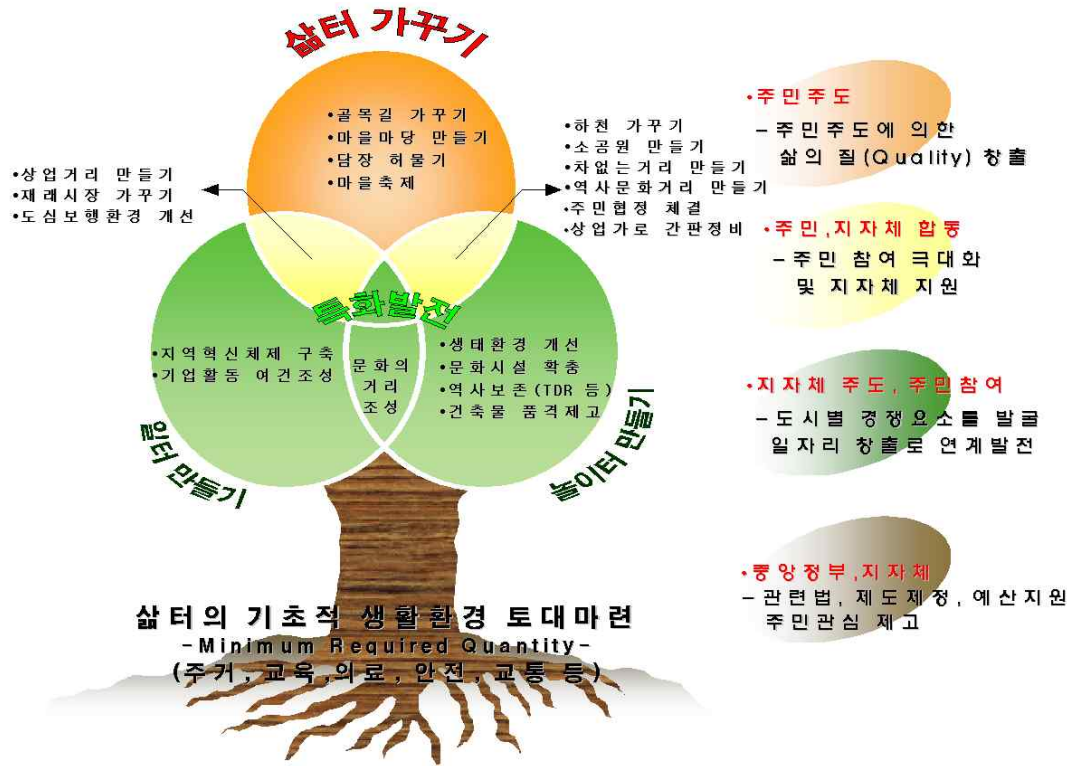 삶터 가꾸기
•골목길 가꾸기
•마을마당 만들기
•담장 허물기
•마을축제
•상업거리 만들기
•재래시장 가꾸기
•도심보행환경 개선
•하천 가꾸기
•소공원 만들기
•차없는거리 만들기
•역사문화거리 만들기
•주민협정 체결
•상업가로 간판정비
특화발전
•지역혁신체제 구축
•기업활동 여건조성
문화의
거리
조성
•생태환경 개선
•문화시설 확충
•역사보존(TDR 등)
•건축물 품격제고
일터 만들기
놀이터 만들기
삶터의 기초적 생활환경 토대마련
-Minimum Required Quantity-
(주거, 교육,의료, 안전, 교통 등)
•주민주도
– 주민주도에 의한
삶의 질(Quality) 창출
•주민,지자체 합동
– 주민 참여 극대화
및 지자체 지원
•지자체 주도, 주민참여
–도시별 경쟁요소를 발굴
일자리 창출로 연계발전
•중앙정부,지자체
–관련법, 제도제정, 예산지원
주민관심 제고